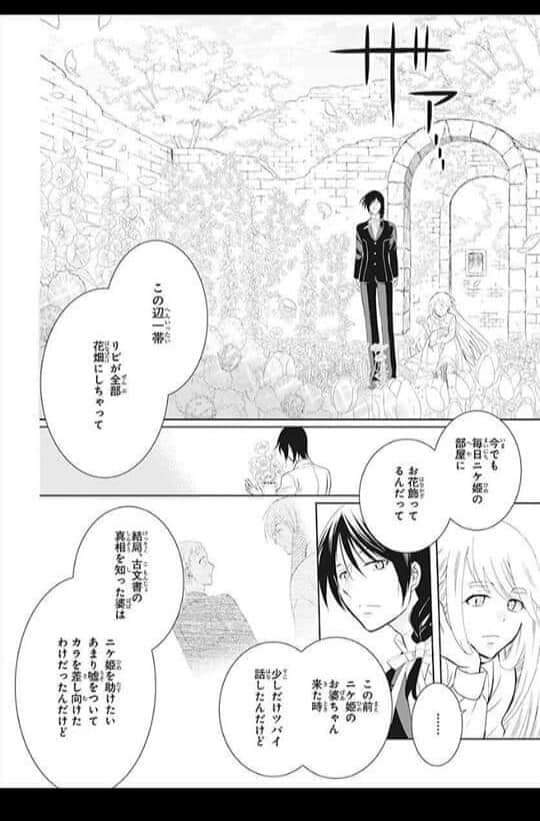 ザァ…
この辺一帯
リビが全部
花畑にしちゃって
今でも
毎日ニケ姫の
部屋に
お花飾って
るんだって
……
この前
ニケ姫の
お婆ちゃん
来た時
少しだけツバイ
話したんだけど
結局、古文書の
真相を知った婆は
ニケ姫を助けたい
あまり嘘をついて
カラを差し向けた
わけだったんだけど